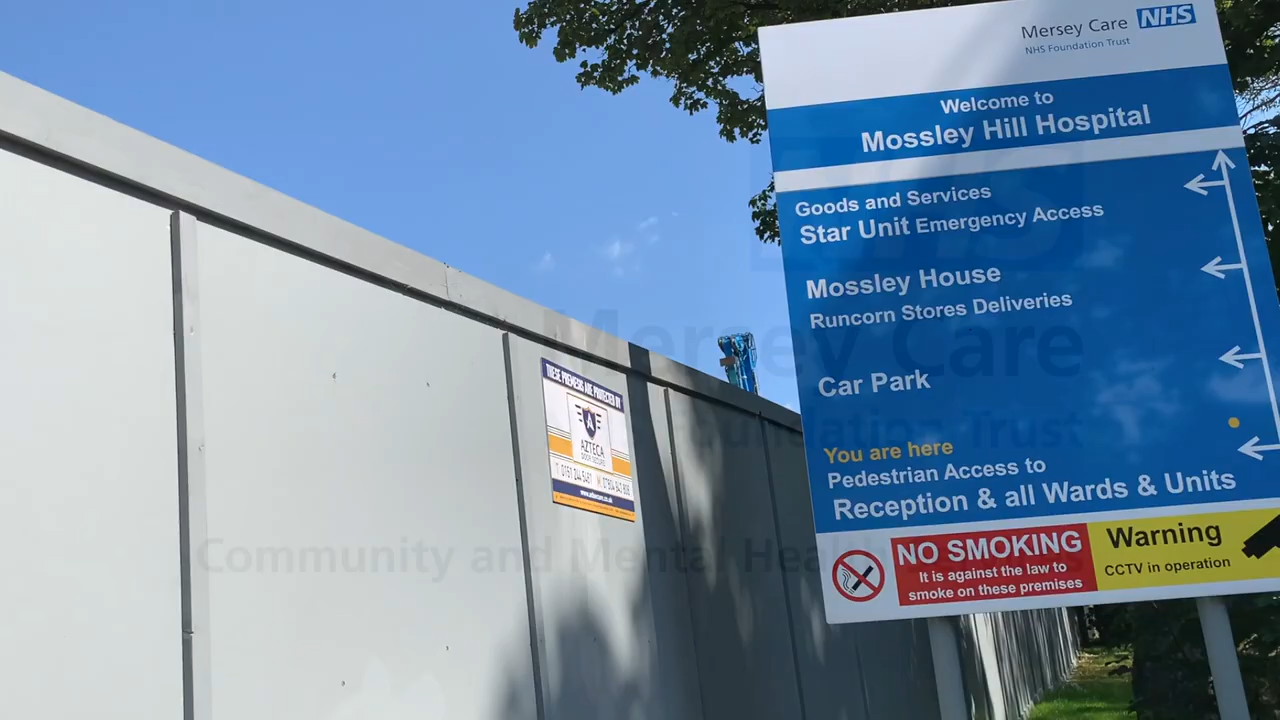 Mersey Care NHS
NHS Foundation Trust
Welcome to
Mossley Hill Hospital
Goods and Services
Star Unit Emergency Access
Mossley House
Runcorn Stores Deliveries
Car Park
You are here
Pedestrian Access to
Reception & all Wards & Units
NO SMOKING
It is against the law to
smoke on these premises
Warning
CCTV in operation
THESE PREMISIS ARE PROTECTED BY
A
AZTECA
NHS
Mersey Care
Foundation Trust
Community and Mental Heal